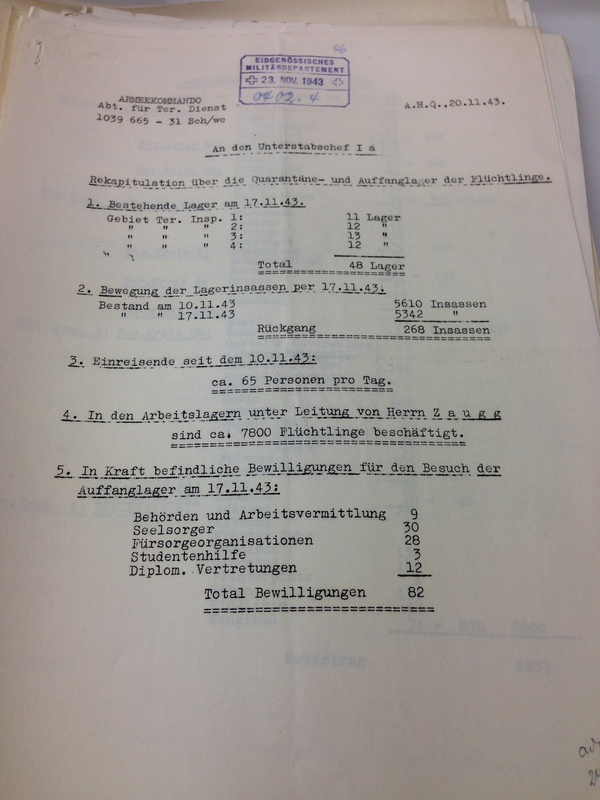 46
EIDGENÖSSISCHES
MILITÄRDEPARTEMENT
23. NOV. 1943
0402.4
ARMEEKOMMANDO
Abt. für Ter. Dienst
1039 665 - 31 Sch/we
A.H.Q.,20.11.43.
An den Unterstabschef I a
Rekapitulation über die Quarantäne- und Auffanglager der Flüchtlinge.
1. Bestehende Lager am 17.11.43.
Gebiet Ter. Insp. 1: 11 Lager
" " " 2: 12 "
" " " 3: 13 "
" " " 4: 12 "
Total 48 Lager
2. Bewegung der Lagerinsassen per 17.11.43.
Bestand am 10.11.43 5610 Insassen
" " 17.11.43 5342 "
Rückgang 268 Insassen
3. Einreisende seit dem 10.11.43:
ca. 65 Personen pro Tag.
4. In den Arbeitslagern unter Leitung von Herrn Z a u g g
sind ca. 7800 Flüchtlinge beschäftigt.
5. In Kraft befindliche Bewilligungen für den Besuch der
Auffanglager am 17.11.43:
Behörden und Arbeitsvermittlung 9
Seelsorger 30
Fürsorgeorganisationen 28
Studentenhilfe 3
Diplom. Vertretungen 12
Total Bewilligungen 82